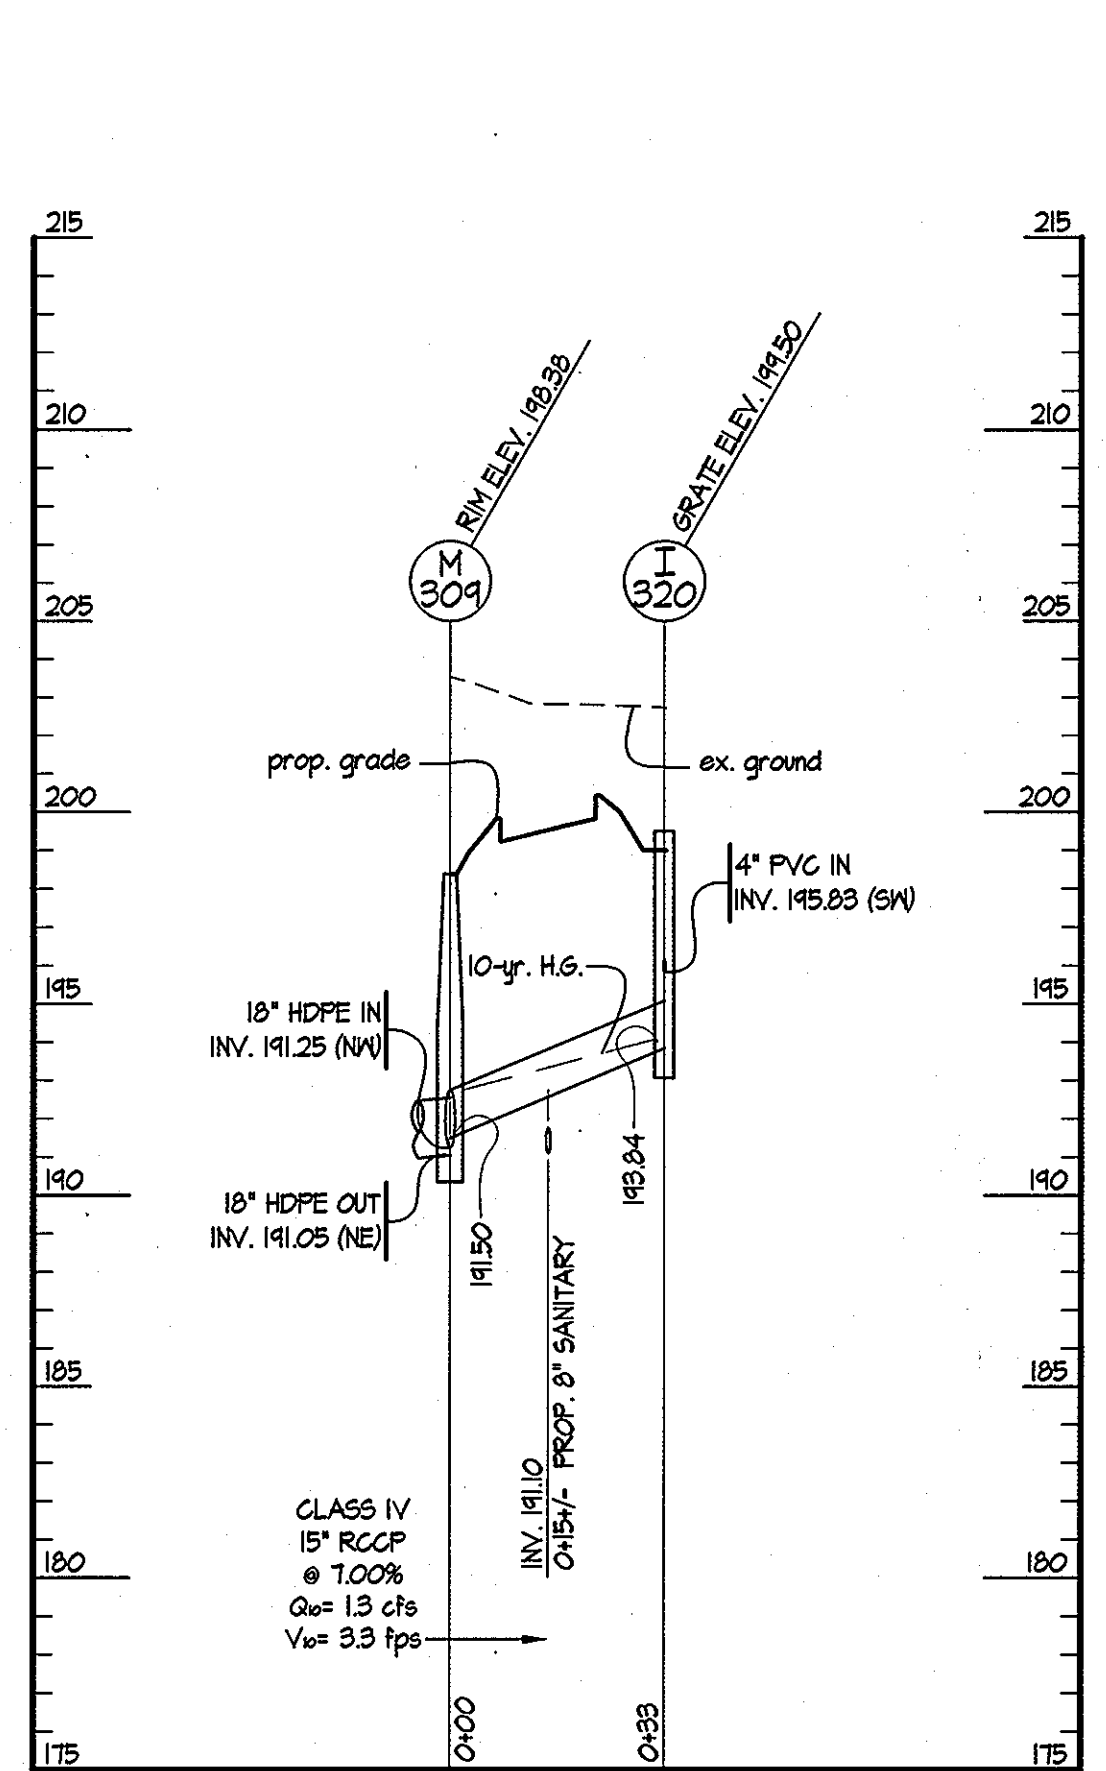 215
215
RIM ELEV. 198.38
GRATE ELEV. 199.50
210
210
M
309
I
320
205
205
prop. grade
ex. ground
200
200
4" PVC IN
INV. 195.83 (SW)
10-yr. H.G.
195
195
18" HDPE IN
INV. 191.25 (NW)
193.84
190
190
18" HDPE OUT
INV. 191.05 (NE)
191.50
185
185
INV. 191.10
0+15+/- PROP. 8" SANITARY
CLASS IV
15" RCCP
@ 7.00%
Q10= 1.3 cfs
V10= 3.3 fps
180
180
0+00
0+33
175
175